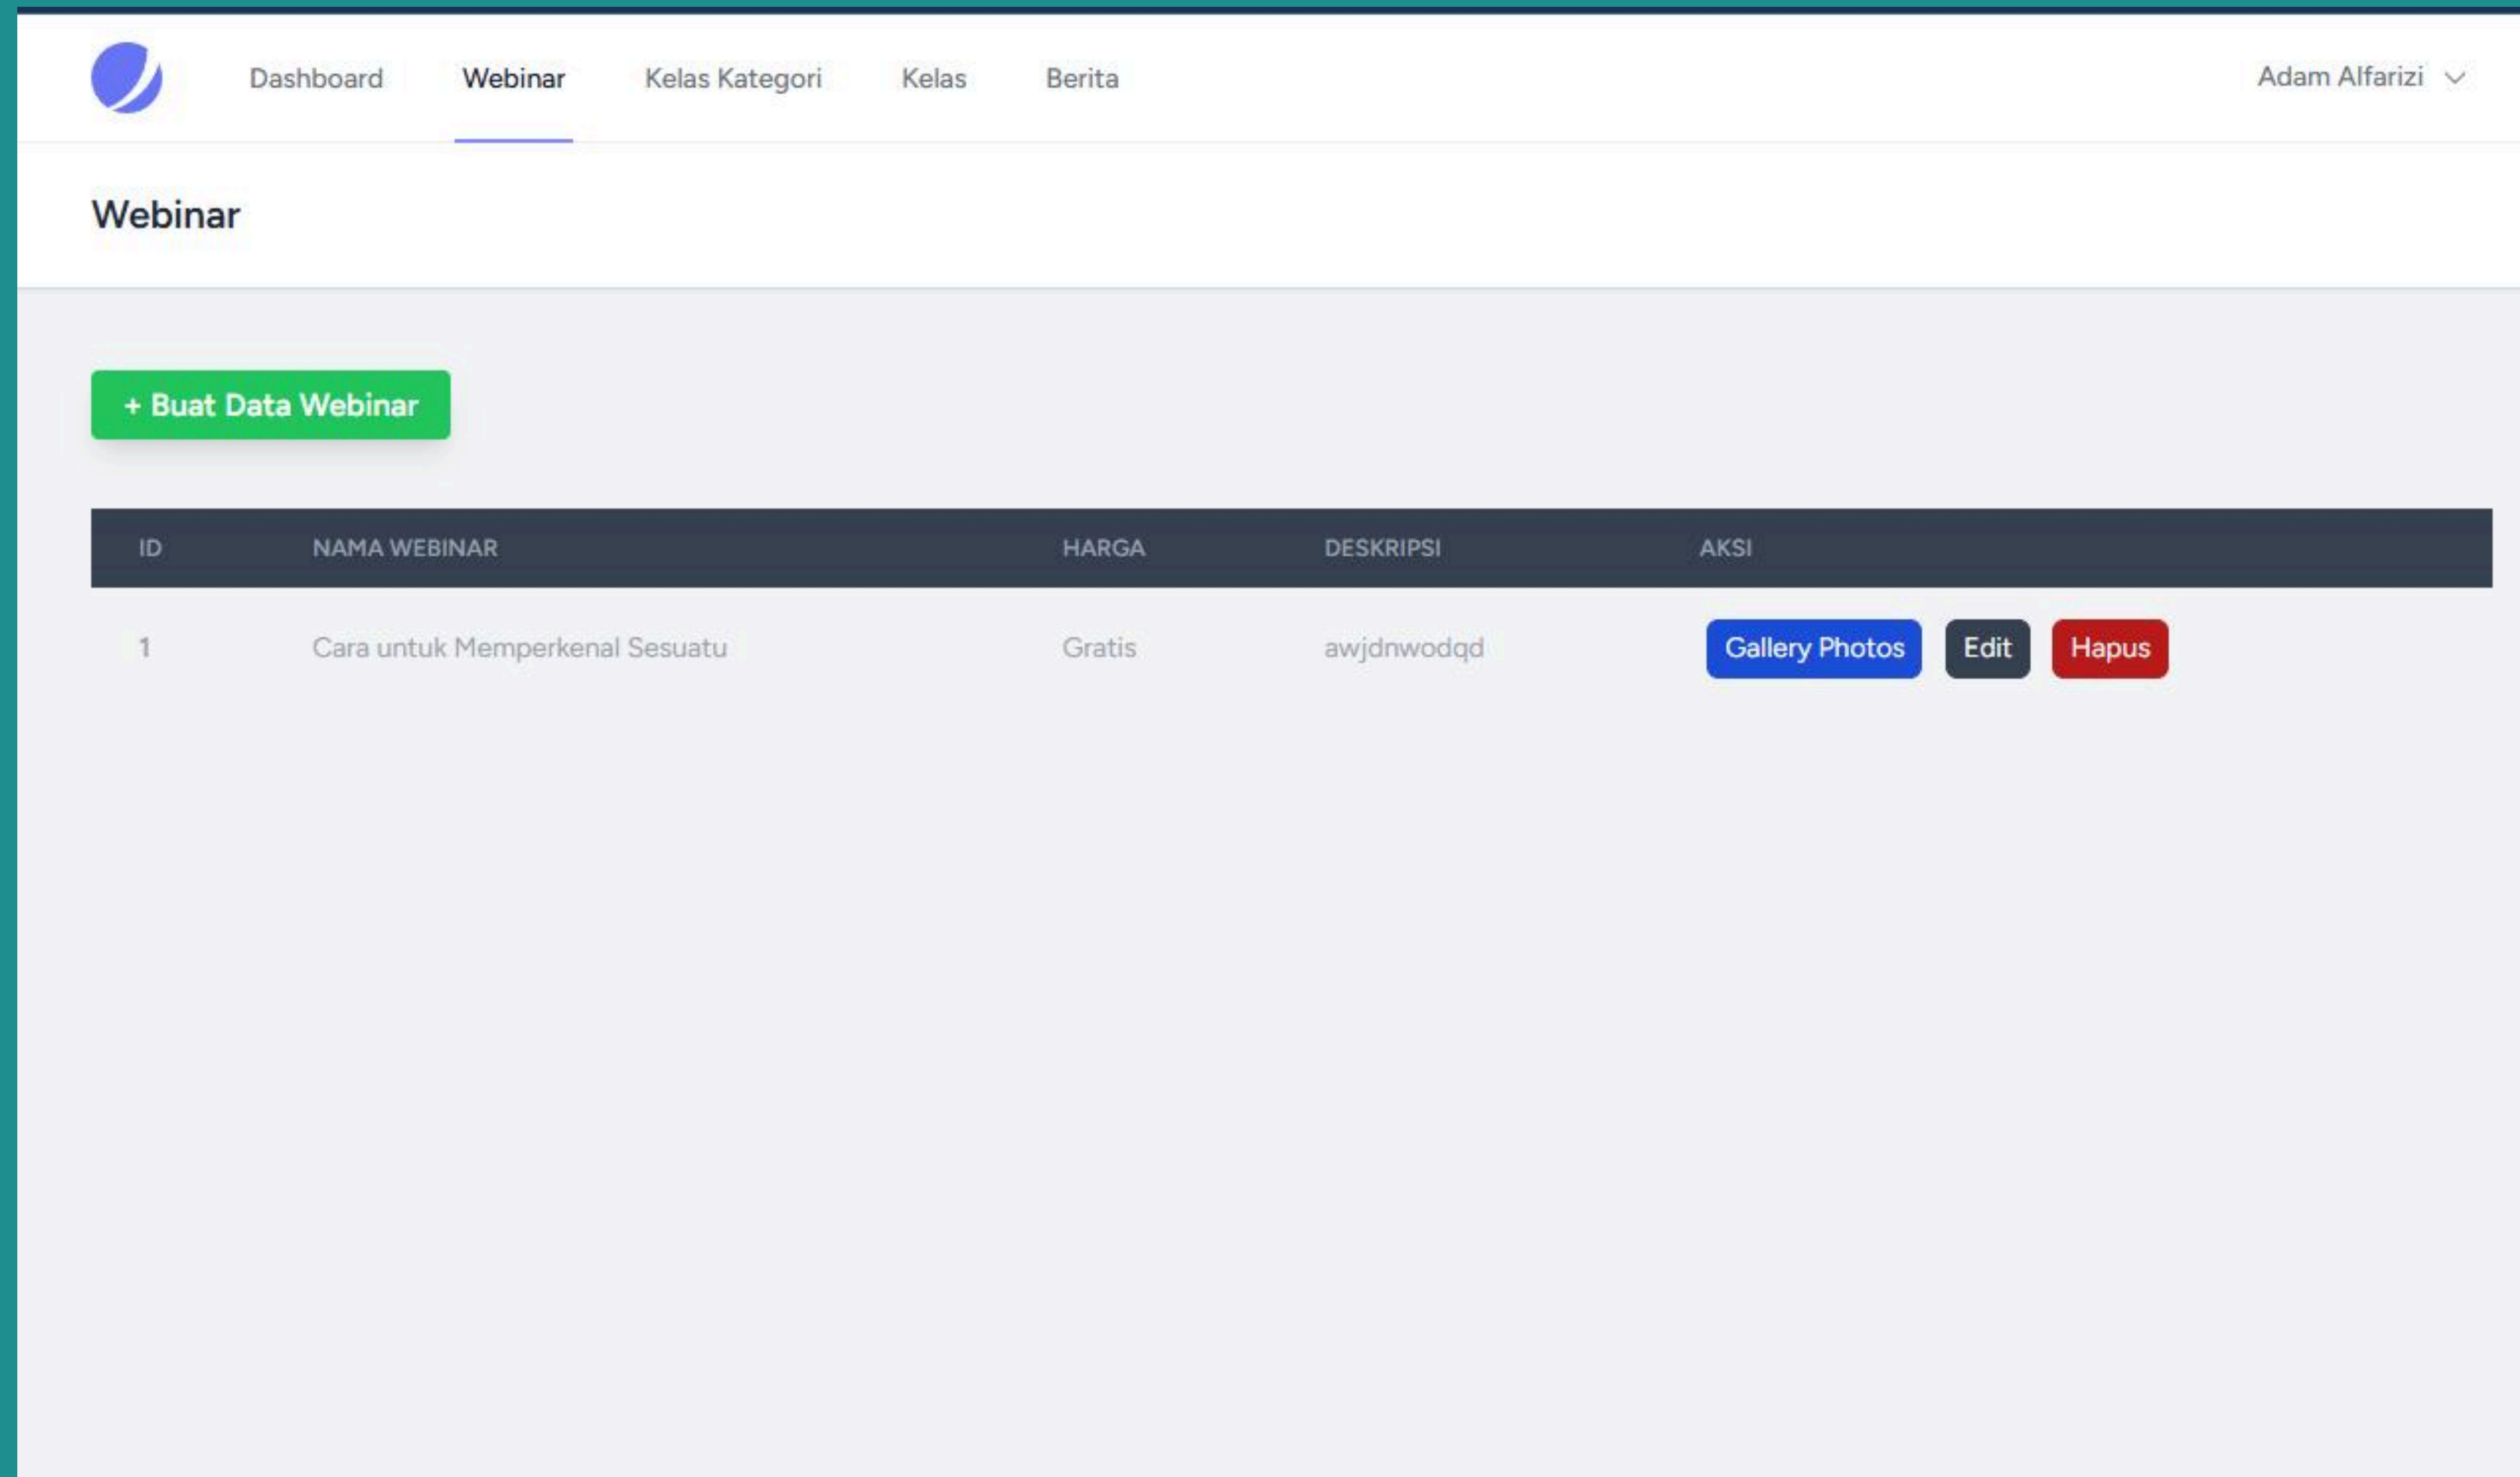 Dashboard Webinar Kelas Kategori Kelas Berita Adam Alfarizi
Webinar
+ Buat Data Webinar
ID NAMA WEBINAR HARGA DESKRIPSI AKSI
1 Cara untuk Memperkenal Sesuatu Gratis awjdnwodqd Gallery Photos Edit Hapus